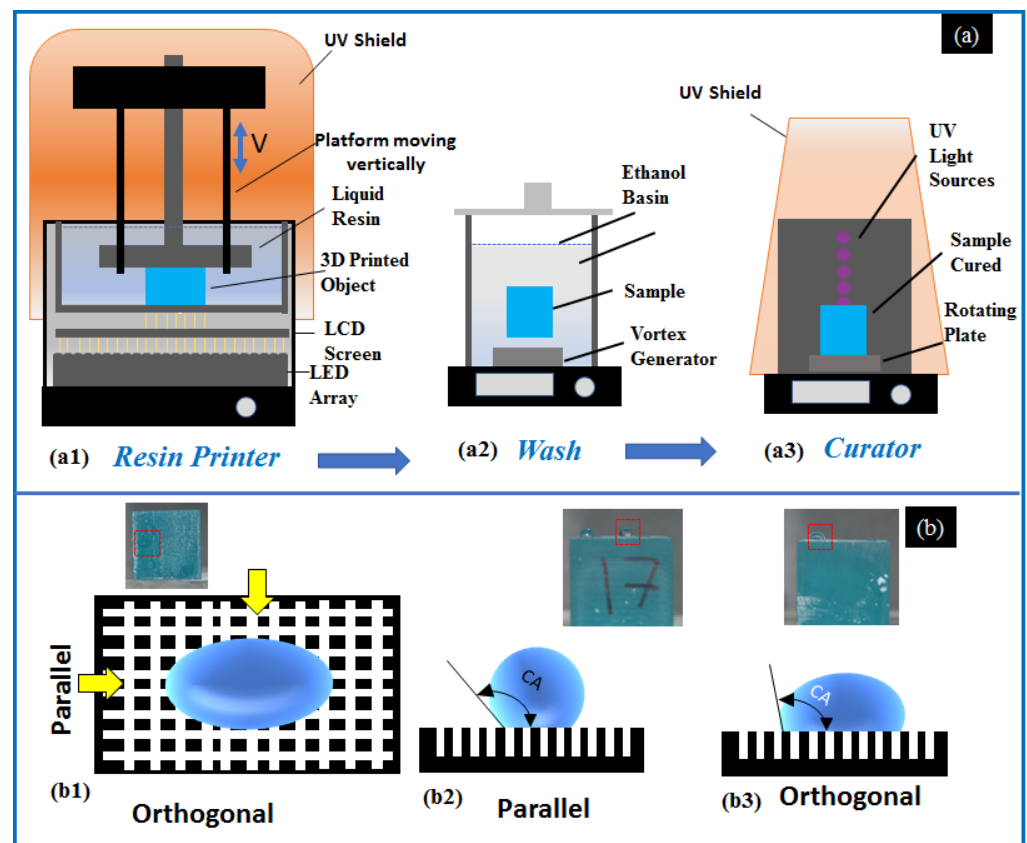 (a)
UV Shield
V
Platform moving
vertically
Liquid
Resin
3D Printed
Object
LCD
Screen
LED
Array
(a1) Resin Printer
Ethanol
Basin
Sample
Vortex
Generator
(a2) Wash
UV Shield
UV
Light
Sources
Sample
Cured
Rotating
Plate
(a3) Curator
(b)
Parallel
(b1)
Orthogonal
17
CA
(b2)
Parallel
CA
(b3)
Orthogonal